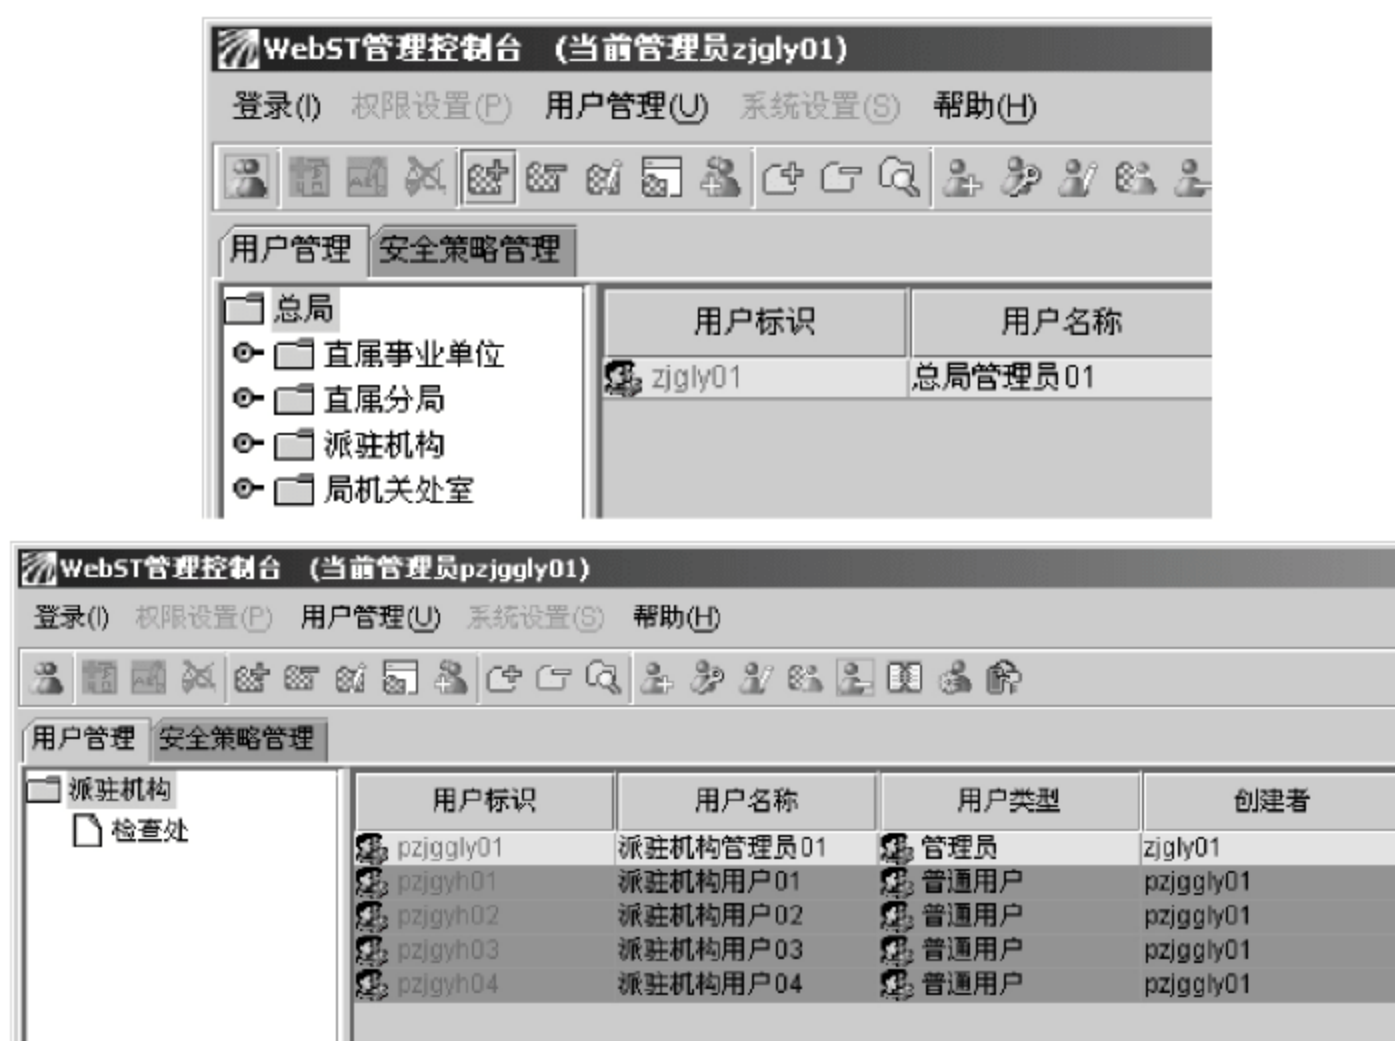 WebST管理控制台 (当前管理员zjgly01)
登录(I) 权限设置(P) 用户管理(U) 系统设置(S) 帮助(H)
用户管理 安全策略管理
总局
直属事业单位
直属分局
派驻机构
局机关处室
用户标识 用户名称
zjgly01 总局管理员01
WebST管理控制台 (当前管理员pzjggly01)
登录(I) 权限设置(P) 用户管理(U) 系统设置(S) 帮助(H)
用户管理 安全策略管理
派驻机构
检查处
用户标识 用户名称 用户类型 创建者
pzjggly01 派驻机构管理员01 管理员 zjgly01
pzjgyh01 派驻机构用户01 普通用户 pzjggly01
pzjgyh02 派驻机构用户02 普通用户 pzjggly01
pzjgyh03 派驻机构用户03 普通用户 pzjggly01
pzjgyh04 派驻机构用户04 普通用户 pzjggly01